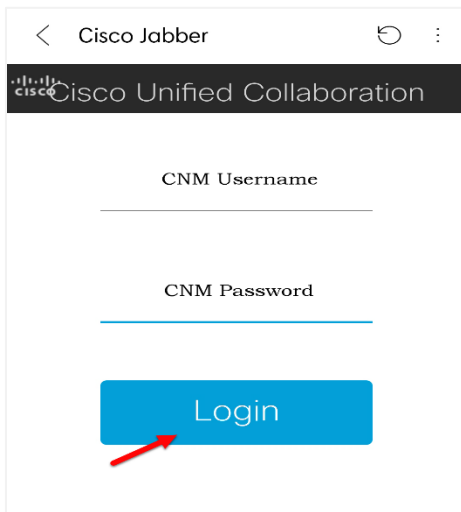 Cisco Jabber
cisco Cisco Unified Collaboration
CNM Username
CNM Password
Login